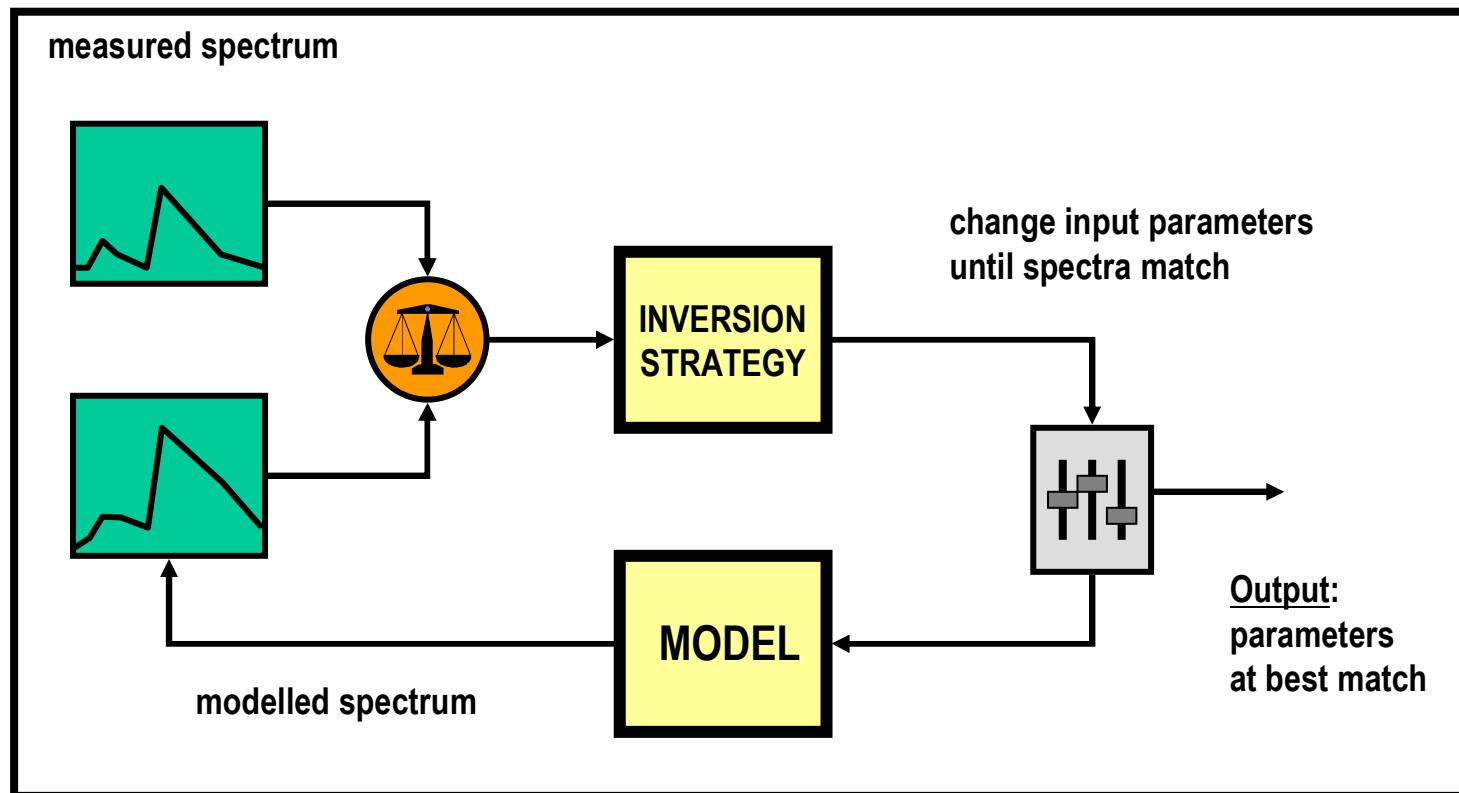 measured spectrum
change input parameters
until spectra match
INVERSION
STRATEGY
MODEL
modelled spectrum
Output:
parameters
at best match